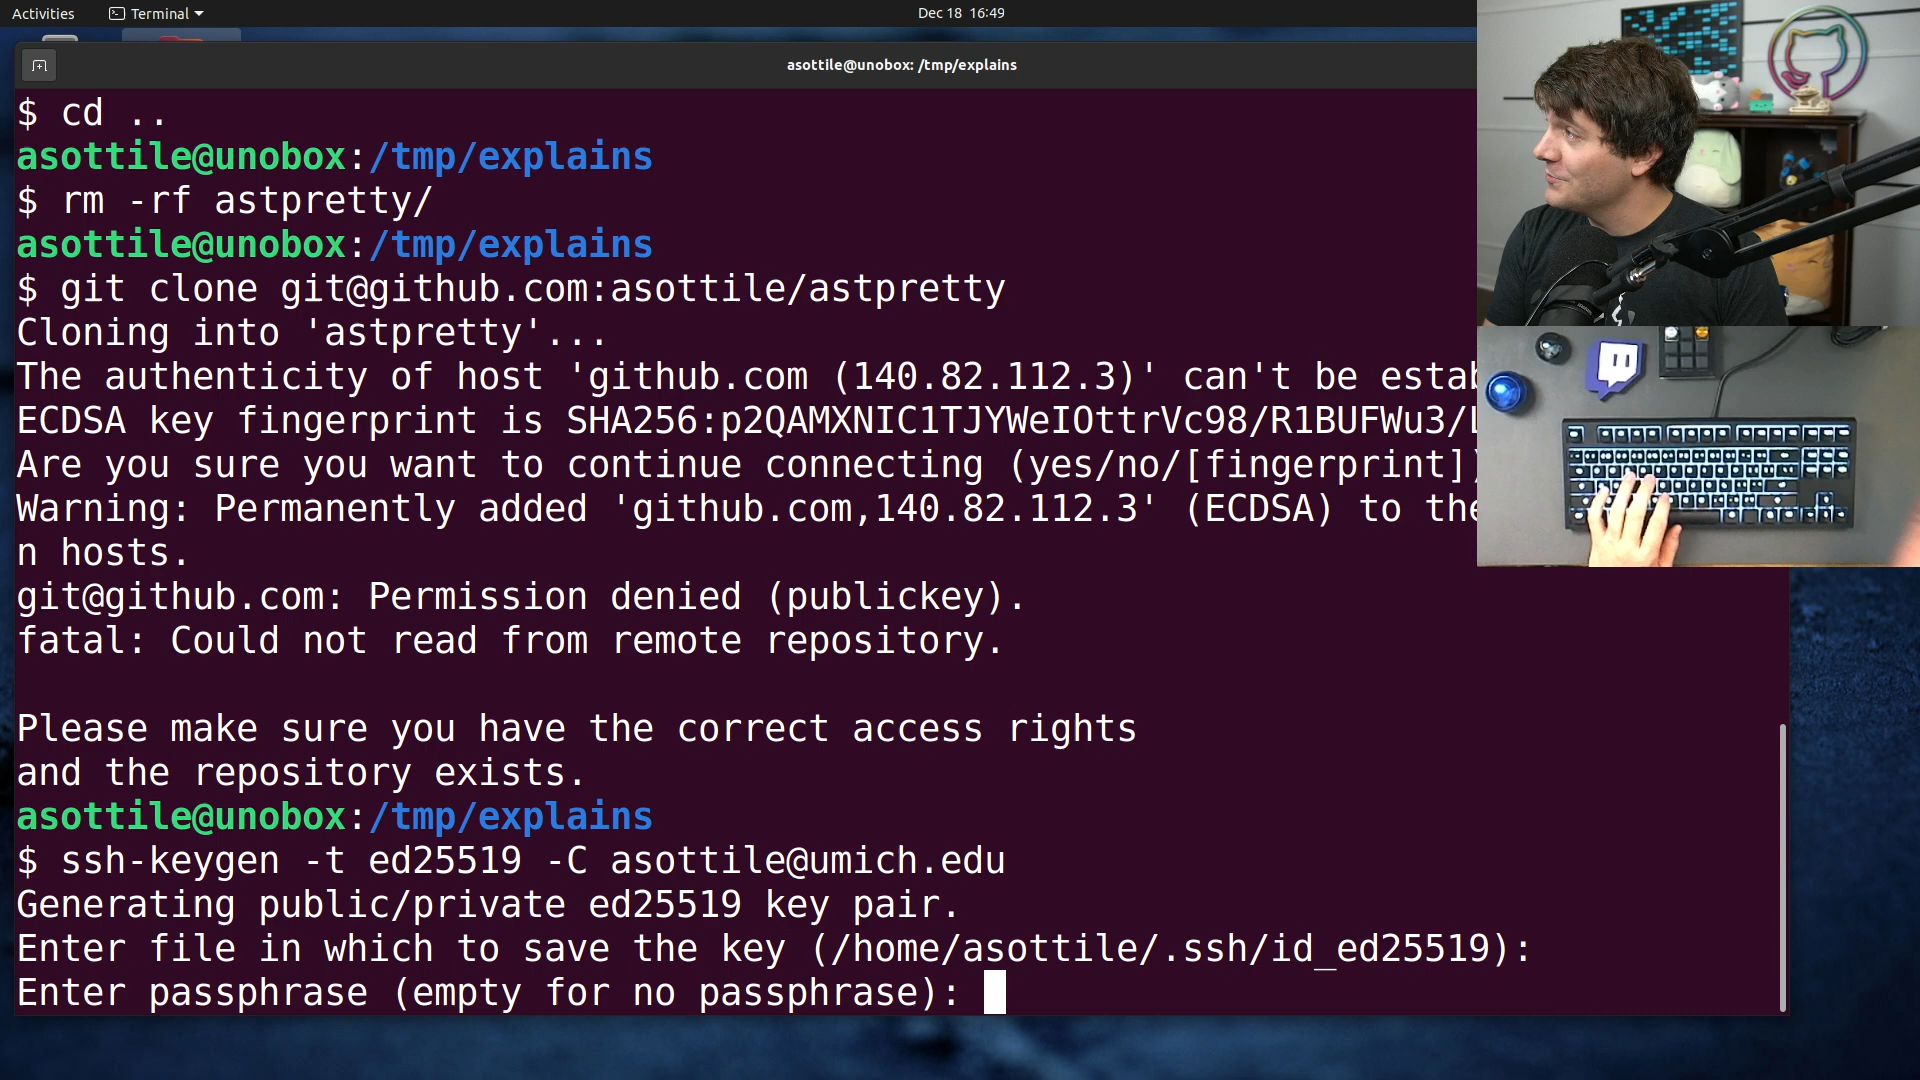 Activities
Terminal
Dec 18 16:49
asottile@unobox: /tmp/explains
$ cd ..
asottile@unobox:/tmp/explains
$ rm -rf astpretty/
asottile@unobox:/tmp/explains
$ git clone git@github.com:asottile/astpretty
Cloning into 'astpretty'...
The authenticity of host 'github.com (140.82.112.3)' can't be estab
ECDSA key fingerprint is SHA256:p2QAMXNIC1TJYWeIOttrVc98/R1BUFWu3/L
Are you sure you want to continue connecting (yes/no/[fingerprint])
Warning: Permanently added 'github.com,140.82.112.3' (ECDSA) to the
n hosts.
git@github.com: Permission denied (publickey).
fatal: Could not read from remote repository.
Please make sure you have the correct access rights
and the repository exists.
asottile@unobox:/tmp/explains
$ ssh-keygen -t ed25519 -C asottile@umich.edu
Generating public/private ed25519 key pair.
Enter file in which to save the key (/home/asottile/.ssh/id_ed25519):
Enter passphrase (empty for no passphrase):